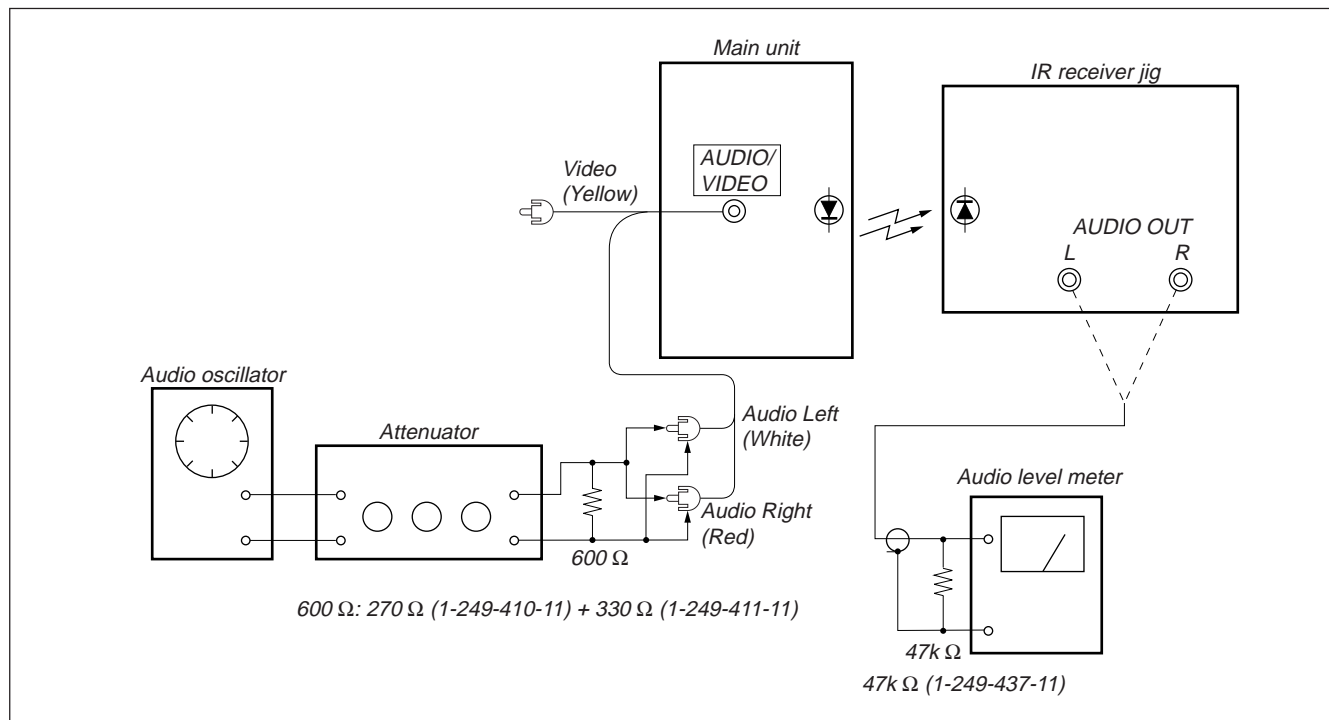 Main unit
IR receiver jig
AUDIO/
VIDEO
Video
(Yellow)
AUDIO OUT
L R
Audio oscillator
Attenuator
Audio Left
(White)
Audio Right
(Red)
600 Ω
Audio level meter
600 Ω: 270 Ω (1-249-410-11) + 330 Ω (1-249-411-11)
47k Ω
47k Ω (1-249-437-11)